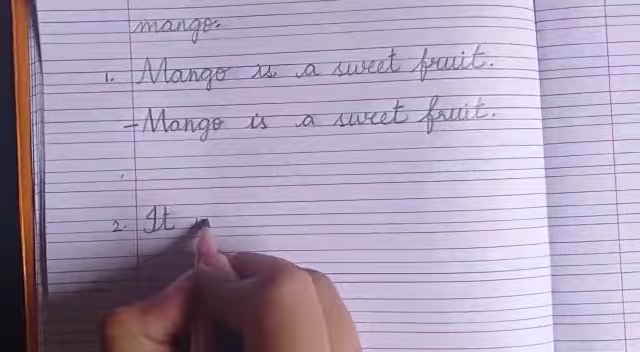 mango.
1. Mango is a sweet fruit.
- Mango is a sweet fruit.
2. It